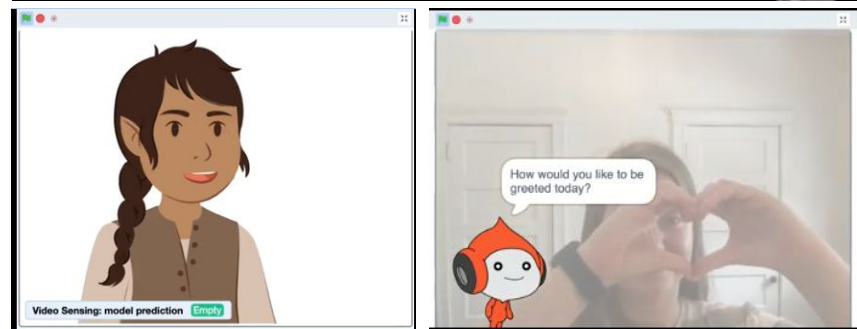 Video Sensing: model prediction Empty
How would you like to be
greeted today?